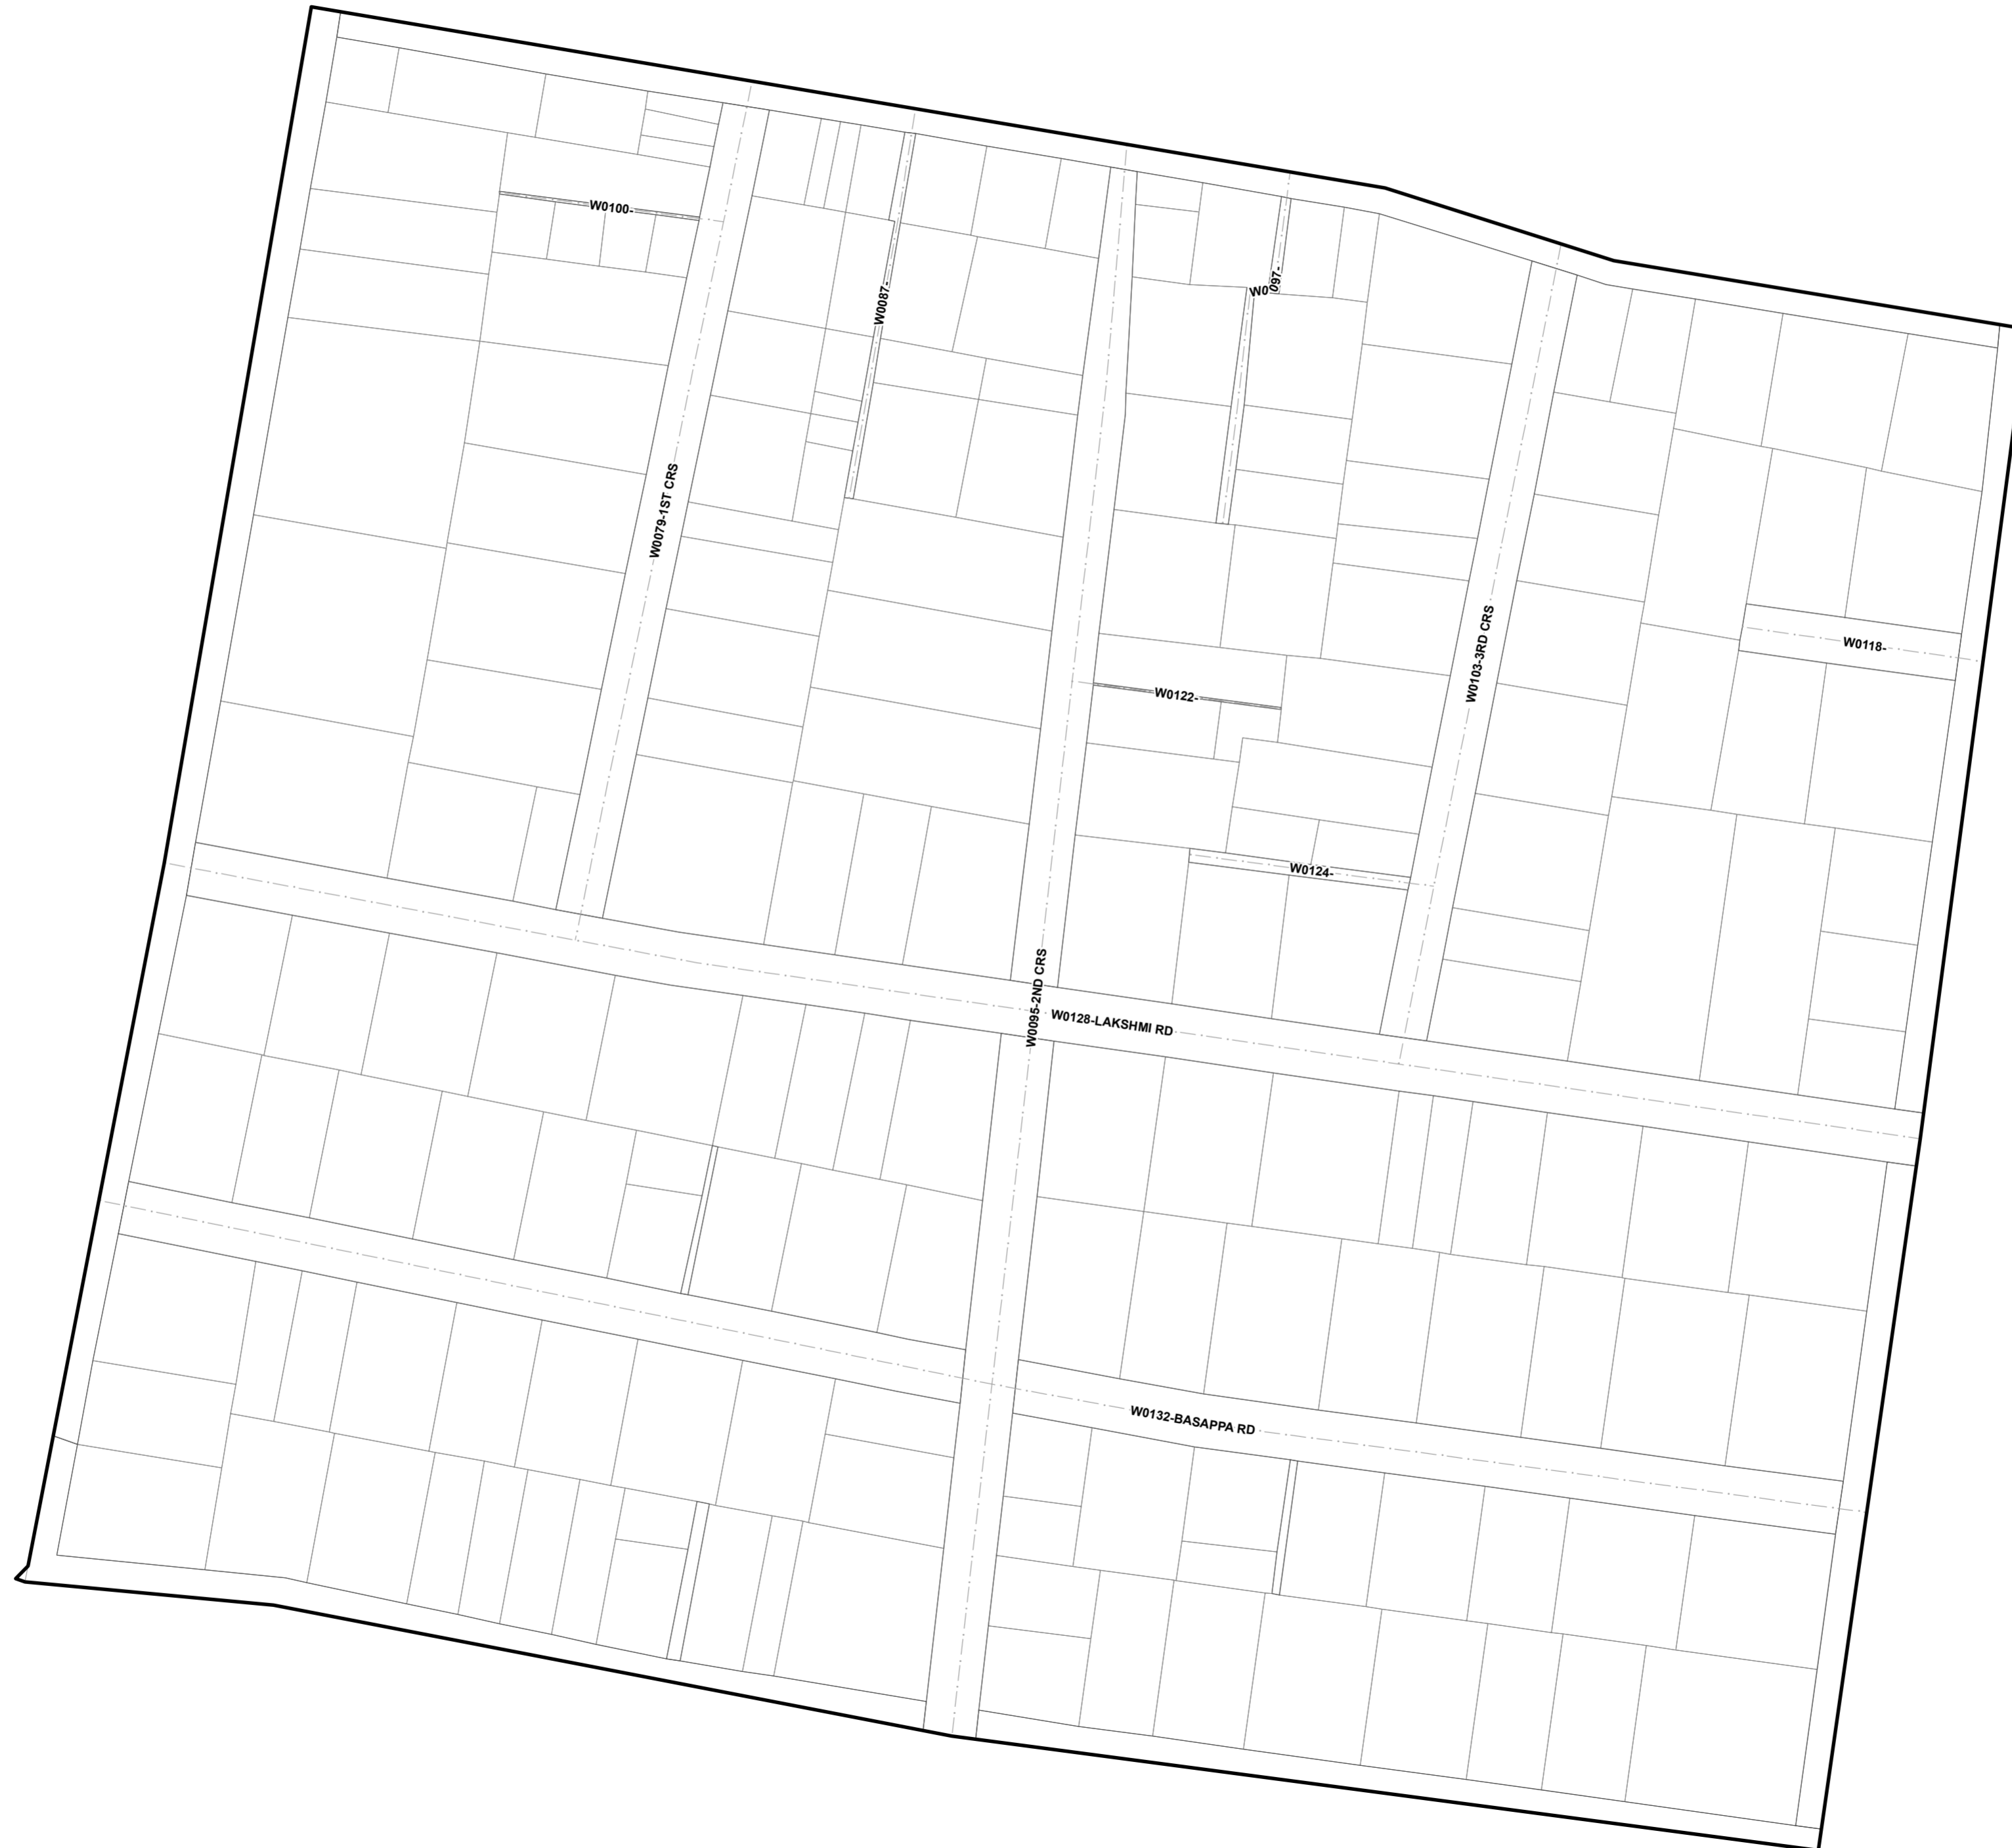 W0100-
W0087-
W0097-
W0079-1ST CRS
W0103-3RD CRS
W0118-
W0122-
W0124-
W0095-2ND CRS
W0128-LAKSHMI RD
W0132-BASAPPA RD